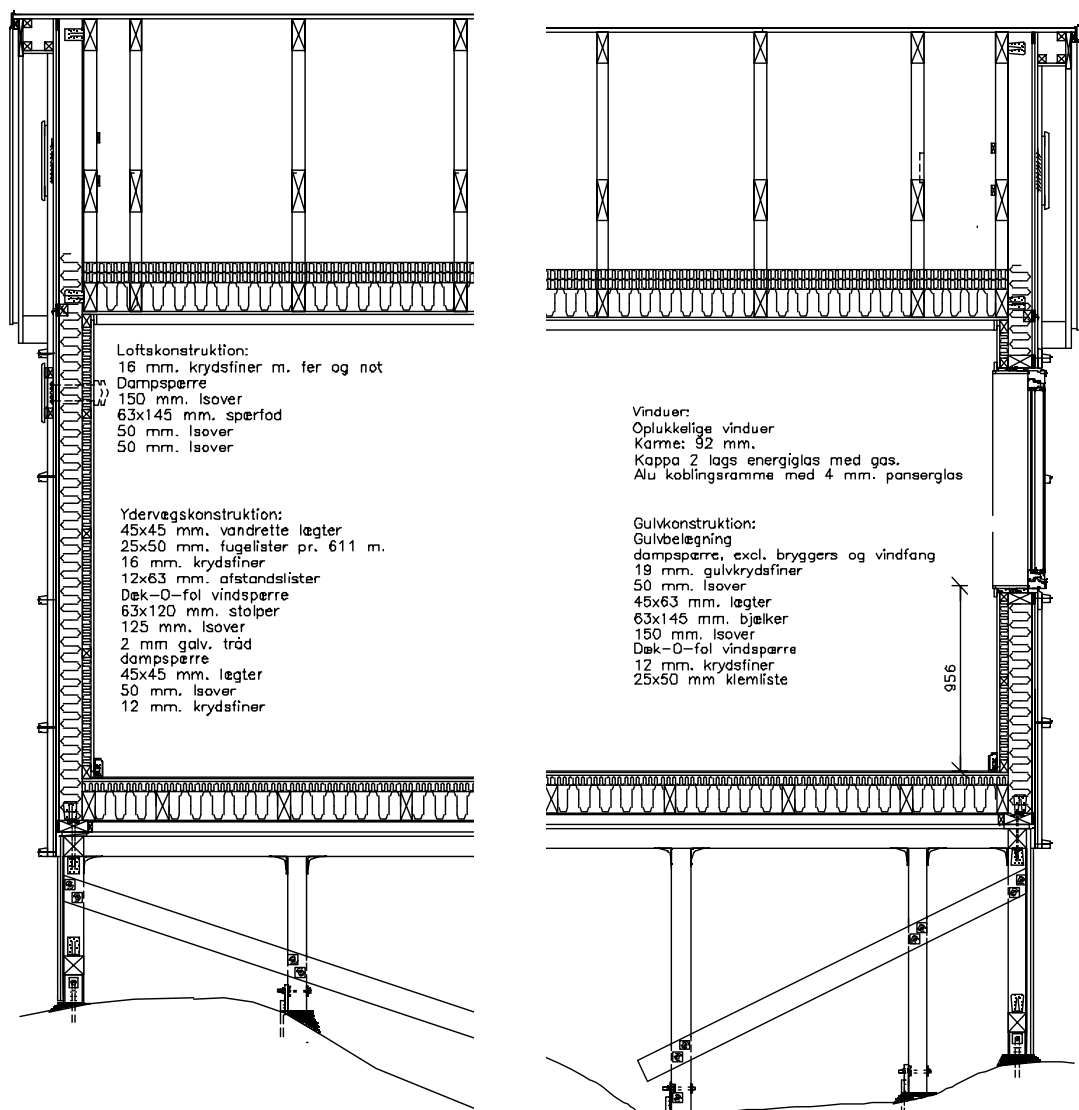 Loftskonstruktion:
16 mm. krydsfiner m. fer og not
Dampspærre
150 mm. Isover
63x145 mm. spærfod
50 mm. Isover
50 mm. Isover
Ydervægskonstruktion:
45x45 mm. vandrette lægter
25x50 mm. fugelister pr. 611 m.
16 mm. krydsfiner
12x63 mm. afstandslister
Dæk-O-fol vindspærre
63x120 mm. stolper
125 mm. Isover
2 mm galv. tråd
dampspærre
45x45 mm. lægter
50 mm. Isover
12 mm. krydsfiner
Vinduer:
Oplukkelige vinduer
Karme: 92 mm.
Kappa 2 lags energiglas med gas.
Alu koblingsramme med 4 mm. panserglas
Gulvkonstruktion:
Gulvbelægning
dampspærre, excl. bryggers og vindfang
19 mm. gulvkrydsfiner
50 mm. Isover
45x63 mm. lægter
63x145 mm. bjælker
150 mm. Isover
Dæk-O-fol vindspærre
12 mm. krydsfiner
25x50 mm klemliste
956